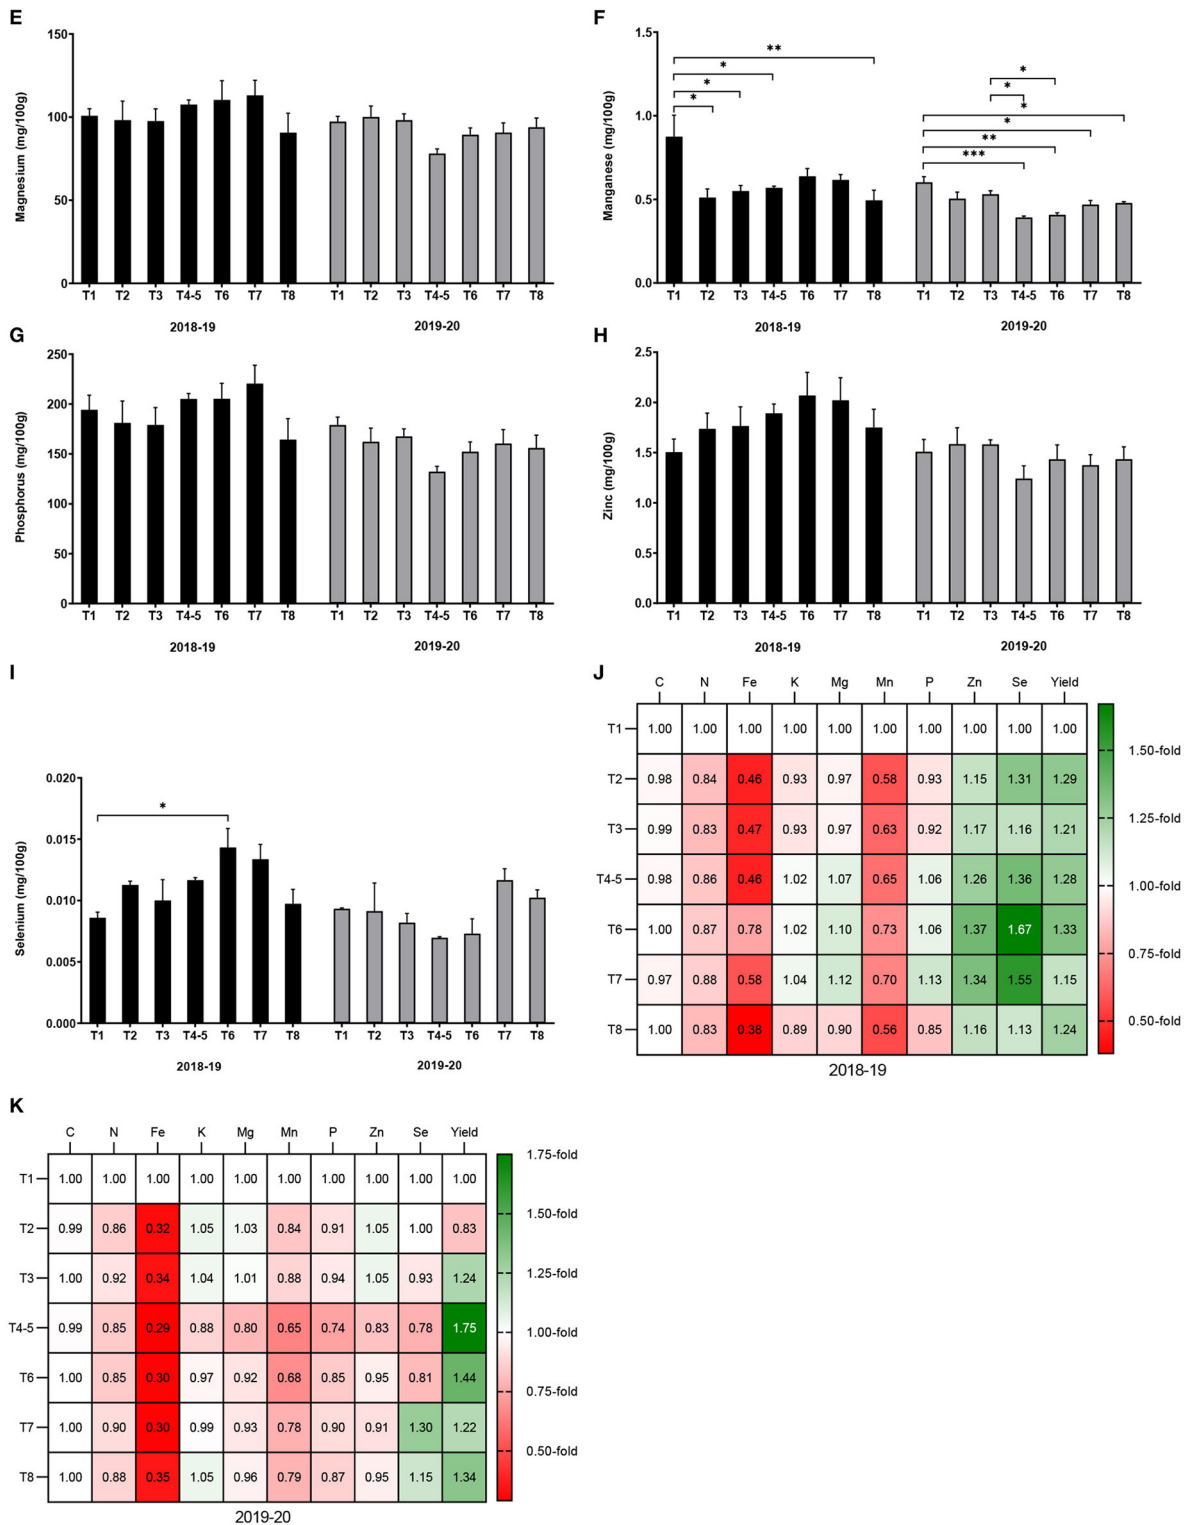 E
Magnesium (mg/100g)
150
100
50
0
T1 T2 T3 T4-5 T6 T7 T8 T1 T2 T3 T4-5 T6 T7 T8
2018-19 2019-20
F
Manganese (mg/100g)
1.5
1.0
0.5
0.0
**
*
*
*
*
*
*
*
**
***
T1 T2 T3 T4-5 T6 T7 T8 T1 T2 T3 T4-5 T6 T7 T8
2018-19 2019-20
G
Phosphorus (mg/100g)
250
200
150
100
50
0
T1 T2 T3 T4-5 T6 T7 T8 T1 T2 T3 T4-5 T6 T7 T8
2018-19 2019-20
H
Zinc (mg/100g)
2.5
2.0
1.5
1.0
0.5
0.0
T1 T2 T3 T4-5 T6 T7 T8 T1 T2 T3 T4-5 T6 T7 T8
2018-19 2019-20
I
Selenium (mg/100g)
0.020
0.015
0.010
0.005
0.000
*
T1 T2 T3 T4-5 T6 T7 T8 T1 T2 T3 T4-5 T6 T7 T8
2018-19 2019-20
J
C N Fe K Mg Mn P Zn Se Yield
T1 1.00 1.00 1.00 1.00 1.00 1.00 1.00 1.00 1.00 1.00
T2 0.98 0.84 0.46 0.93 0.97 0.58 0.93 1.15 1.31 1.29
T3 0.99 0.83 0.47 0.93 0.97 0.63 0.92 1.17 1.16 1.21
T4-5 0.98 0.86 0.46 1.02 1.07 0.65 1.06 1.26 1.36 1.28
T6 1.00 0.87 0.78 1.02 1.10 0.73 1.06 1.37 1.67 1.33
T7 0.97 0.88 0.58 1.04 1.12 0.70 1.13 1.34 1.55 1.15
T8 1.00 0.83 0.38 0.89 0.90 0.56 0.85 1.16 1.13 1.24
1.50-fold
1.25-fold
1.00-fold
0.75-fold
0.50-fold
2018-19
K
C N Fe K Mg Mn P Zn Se Yield
T1 1.00 1.00 1.00 1.00 1.00 1.00 1.00 1.00 1.00 1.00
T2 0.99 0.86 0.32 1.05 1.03 0.84 0.91 1.05 1.00 0.83
T3 1.00 0.92 0.34 1.04 1.01 0.88 0.94 1.05 0.93 1.24
T4-5 0.99 0.85 0.29 0.88 0.80 0.65 0.74 0.83 0.78 1.75
T6 1.00 0.85 0.30 0.97 0.92 0.68 0.85 0.95 0.81 1.44
T7 1.00 0.90 0.30 0.99 0.93 0.78 0.90 0.91 1.30 1.22
T8 1.00 0.88 0.35 1.05 0.96 0.79 0.87 0.95 1.15 1.34
1.75-fold
1.50-fold
1.25-fold
1.00-fold
0.75-fold
0.50-fold
2019-20